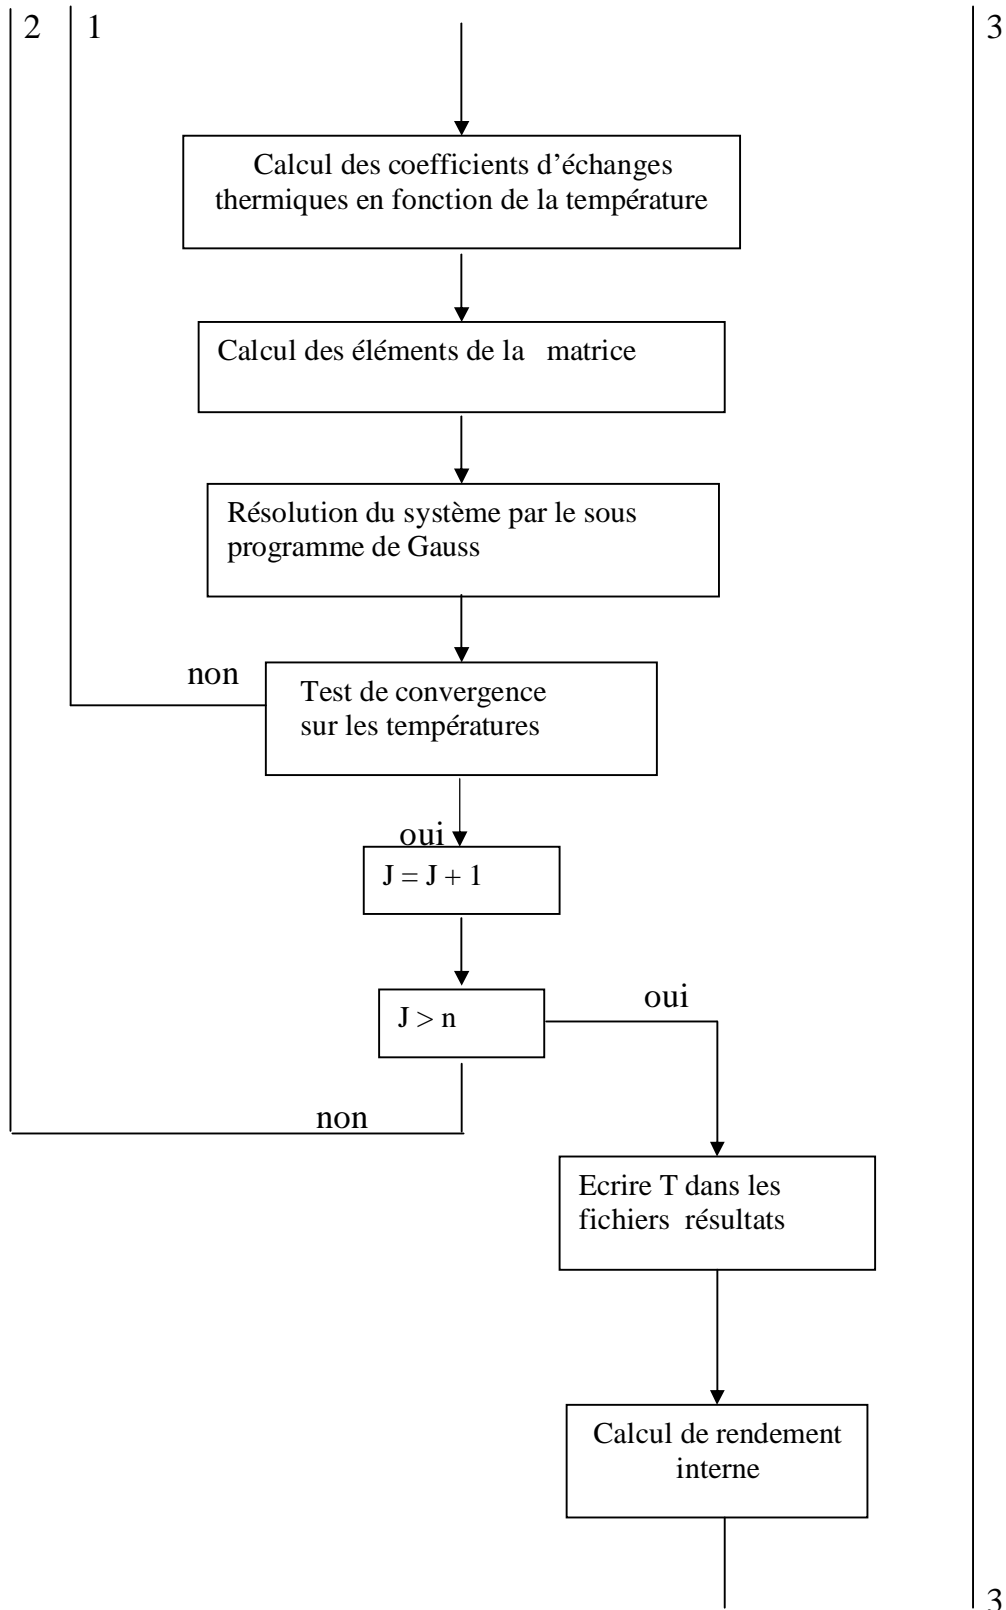 2
1
3
Calcul des coefficients d’échanges
thermiques en fonction de la température
Calcul des éléments de la matrice
Résolution du système par le sous
programme de Gauss
non
Test de convergence
sur les températures
oui
J = J + 1
J > n
oui
non
Ecrire T dans les
fichiers résultats
Calcul de rendement
interne
3